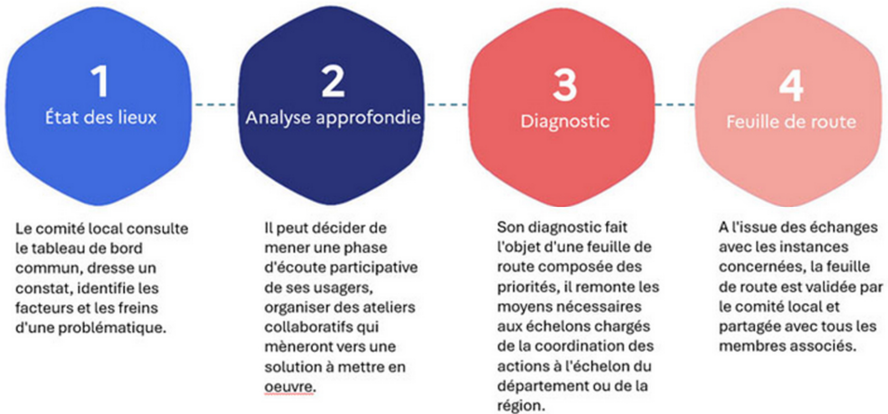 1
État des lieux
Le comité local consulte
le tableau de bord
commun, dresse un
constat, identifie les
facteurs et les freins
d'une problématique.
2
Analyse approfondie
Il peut décider de
mener une phase
d'écoute participative
de ses usagers,
organiser des ateliers
collaboratifs qui
mèneront vers une
solution à mettre en
oeuvre.
3
Diagnostic
Son diagnostic fait
l'objet d'une feuille de
route composée des
priorités, il remonte les
moyens nécessaires
aux échelons chargés
de la coordination des
actions à l'échelon du
département ou de la
région.
4
Feuille de route
A l'issue des échanges
avec les instances
concernées, la feuille
de route est validée par
le comité local et
partagée avec tous les
membres associés.